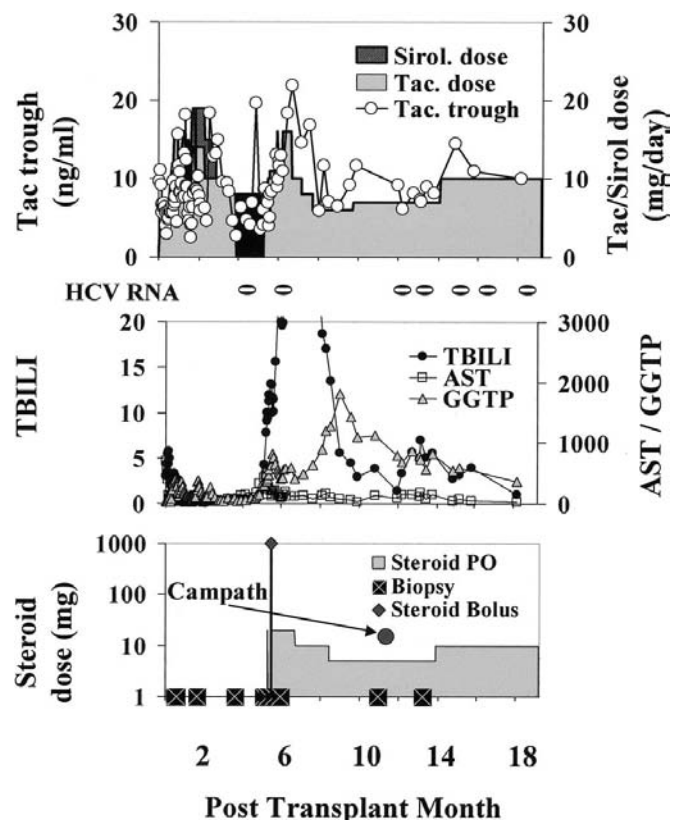 30 30
Sirol. dose
Tac. dose
Tac. trough
20 20
10 10
0 0
Tac trough
(ng/ml)
Tac/Sirol dose
(mg/day)
HCV RNA
20 3000
TBILI
AST
GGTP
15
2000
10
1000
5
0 0
TBILI
AST / GGTP
1000
Steroid PO
Biopsy
Steroid Bolus
100
Campath
10
1
Steroid
dose (mg)
2 6 10 14 18
Post Transplant Month